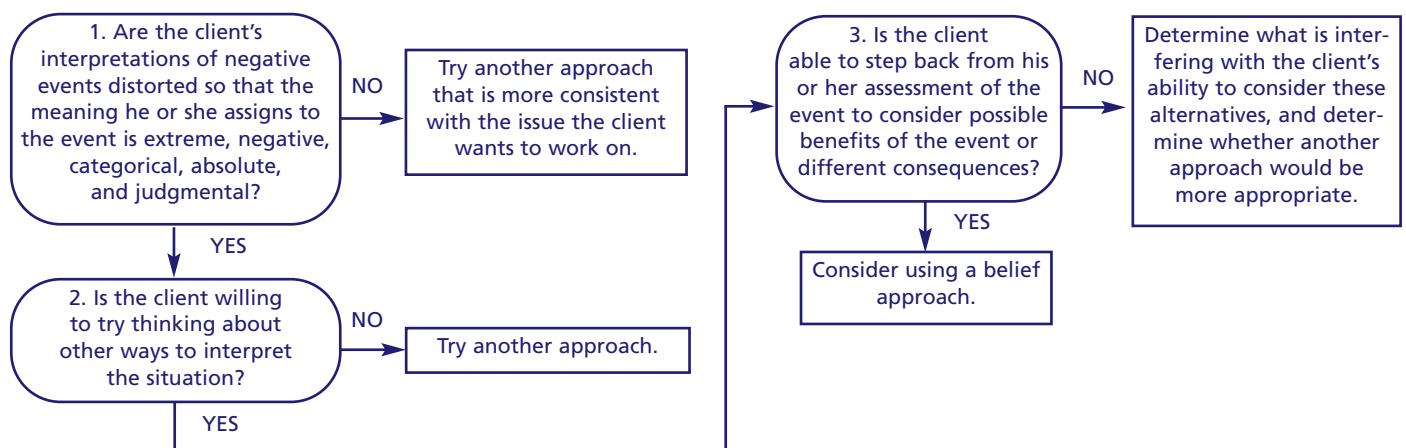 1. Are the client's
interpretations of negative
events distorted so that the
meaning he or she assigns to
the event is extreme, negative,
categorical, absolute,
and judgmental?
NO
Try another approach
that is more consistent
with the issue the client
wants to work on.
YES
2. Is the client willing
to try thinking about
other ways to interpret
the situation?
NO
Try another approach.
YES
3. Is the client
able to step back from his
or her assessment of the
event to consider possible
benefits of the event or
different consequences?
NO
Determine what is inter-
fering with the client's
ability to consider these
alternatives, and deter-
mine whether another
approach would be
more appropriate.
YES
Consider using a belief
approach.